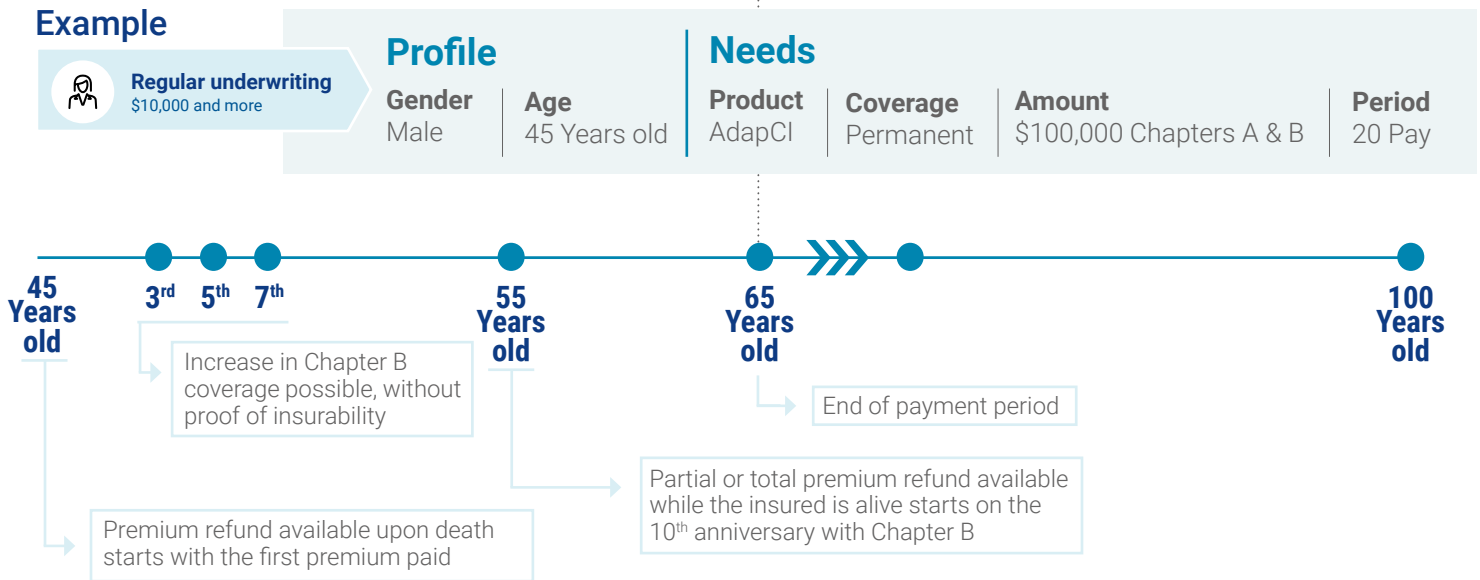 Example
Regular underwriting
$10,000 and more
Profile
Gender
Male
Age
45 Years old
Needs
Product
AdapCI
Coverage
Permanent
Amount
$100,000 Chapters A & B
Period
20 Pay
45
Years
old
3rd
5th
7th
55
Years
old
65
Years
old
100
Years
old
Increase in Chapter B
coverage possible, without
proof of insurability
End of payment period
Partial or total premium refund available
while the insured is alive starts on the
10th anniversary with Chapter B
Premium refund available upon death
starts with the first premium paid